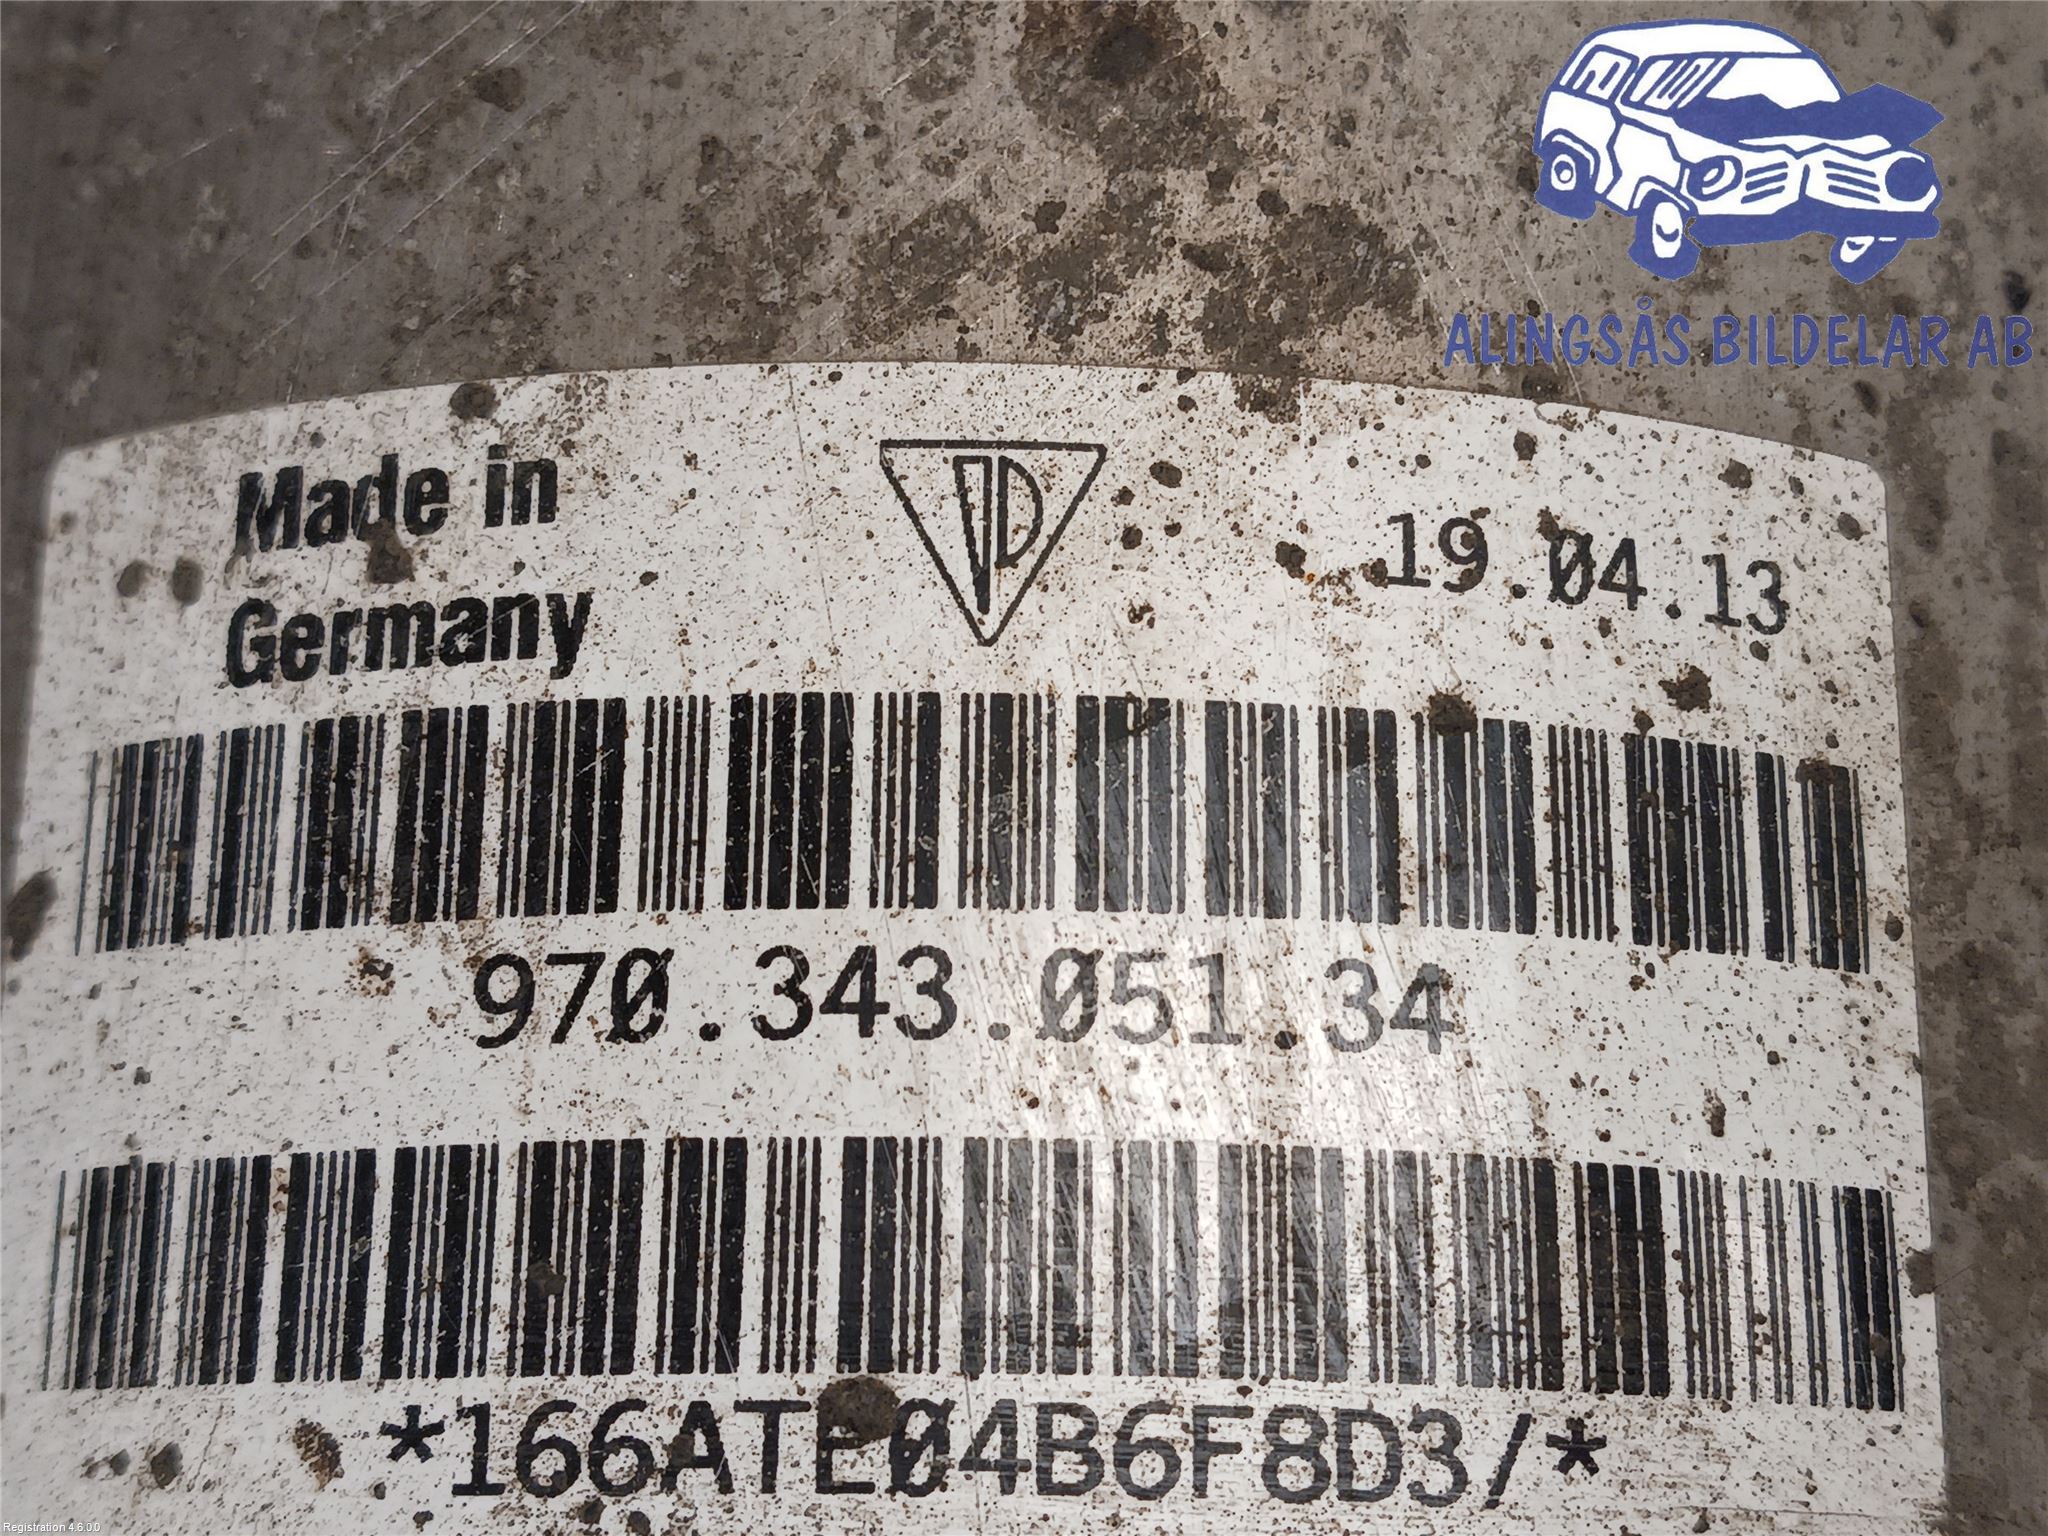 ALINGSÅS BILDELAR AB
Made in
Germany
19.04.13
970.343.051.34
*166ATE04B6F8D3/*
Registration 4.6.0.0